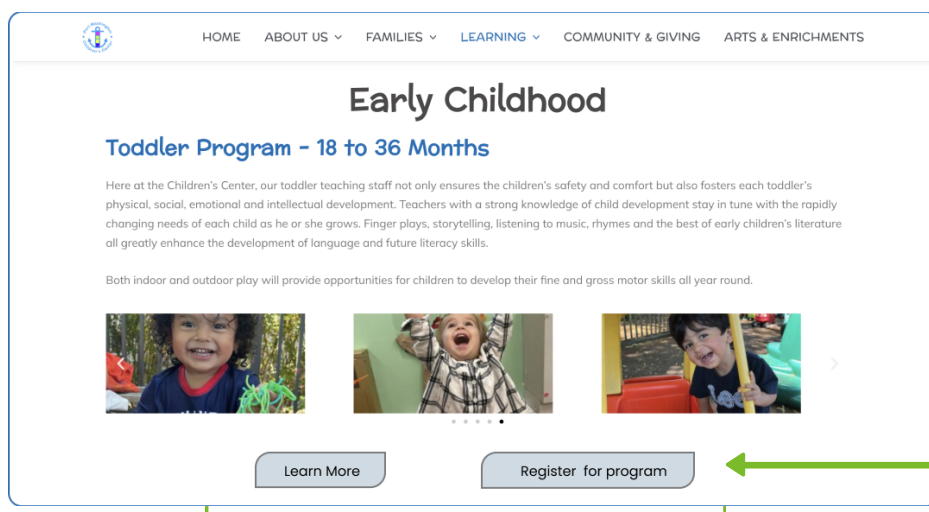 HOME ABOUT US FAMILIES LEARNING COMMUNITY & GIVING ARTS & ENRICHMENTS
Early Childhood
Toddler Program - 18 to 36 Months
Here at the Children's Center, our toddler teaching staff not only ensures the children's safety and comfort but also fosters each toddler's
physical, social, emotional and intellectual development. Teachers with a strong knowledge of child development stay in tune with the rapidly
changing needs of each child as he or she grows. Finger plays, storytelling, listening to music, rhymes and the best of early children's literature
all greatly enhance the development of language and future literacy skills.
Both indoor and outdoor play will provide opportunities for children to develop their fine and gross motor skills all year round.
Learn More
Register for program